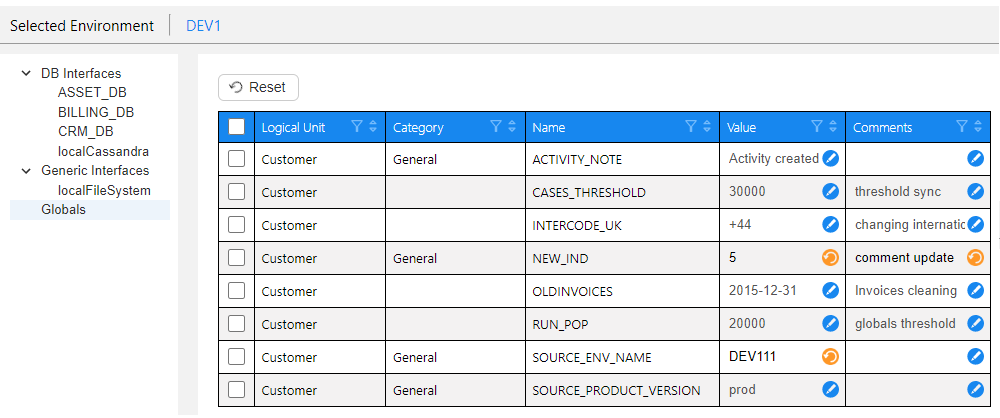 Selected Environment DEV1
DB Interfaces
ASSET_DB
BILLING_DB
CRM_DB
localCassandra
Generic Interfaces
localFileSystem
Globals
Reset
Logical Unit Category Name Value Comments
Customer General ACTIVITY_NOTE Activity created
Customer CASES_THRESHOLD 30000 threshold sync
Customer INTERCODE_UK +44 changing internatic
Customer General NEW_IND 5 comment update
Customer OLDINVOICES 2015-12-31 Invoices cleaning
Customer RUN_POP 20000 globals threshold
Customer General SOURCE_ENV_NAME DEV111
Customer General SOURCE_PRODUCT_VERSION prod